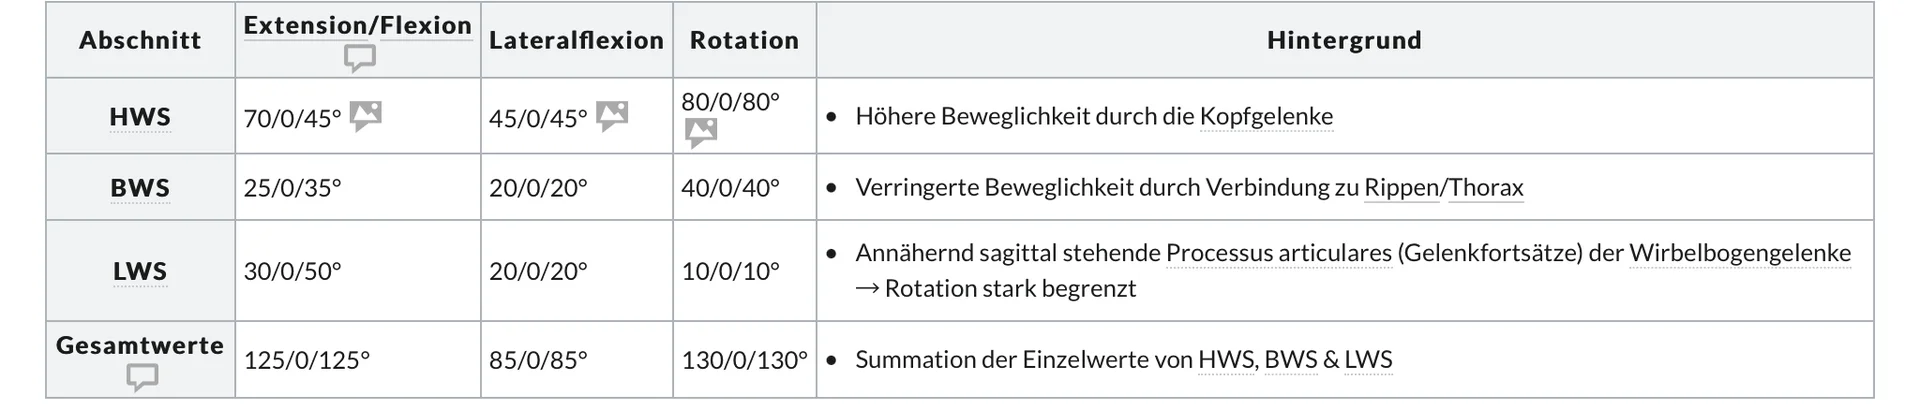 Abschnitt Extension/Flexion Lateralflexion Rotation Hintergrund
HWS 70/0/45° 45/0/45° 80/0/80° • Höhere Beweglichkeit durch die Kopfgelenke
BWS 25/0/35° 20/0/20° 40/0/40° • Verringerte Beweglichkeit durch Verbindung zu Rippen/Thorax
LWS 30/0/50° 20/0/20° 10/0/10° • Annähernd sagittal stehende Processus articulares (Gelenkfortsätze) der Wirbelbogengelenke
→ Rotation stark begrenzt
Gesamtwerte 125/0/125° 85/0/85° 130/0/130° • Summation der Einzelwerte von HWS, BWS & LWS